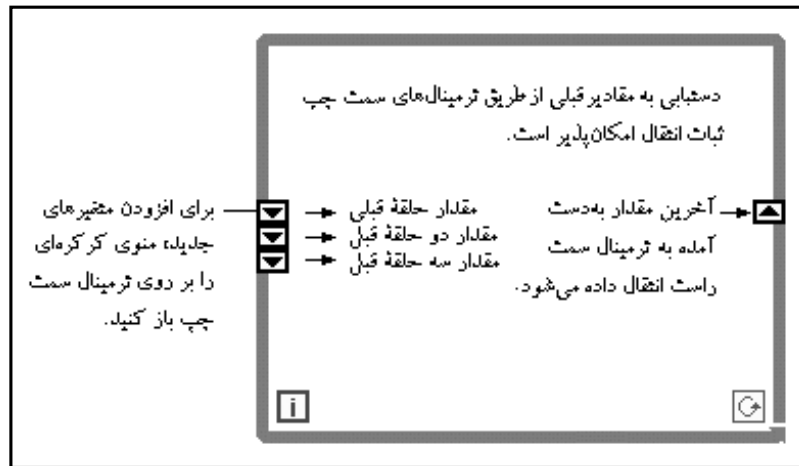 دستیابی به مقادیر قبلی از طریق ترمینال‌های سمت چپ
ثبات انتقال امکان‌پذیر است.
آخرین مقدار به‌دست
آمده به ترمینال سمت
راست انتقال داده می‌شود.
مقدار حلقهٔ قبلی
مقدار دو حلقهٔ قبل
مقدار سه حلقهٔ قبل
برای افزودن متغیرهای
جدید، منوی کرکره‌ای
را بر روی ترمینال سمت
چپ باز کنید.
i